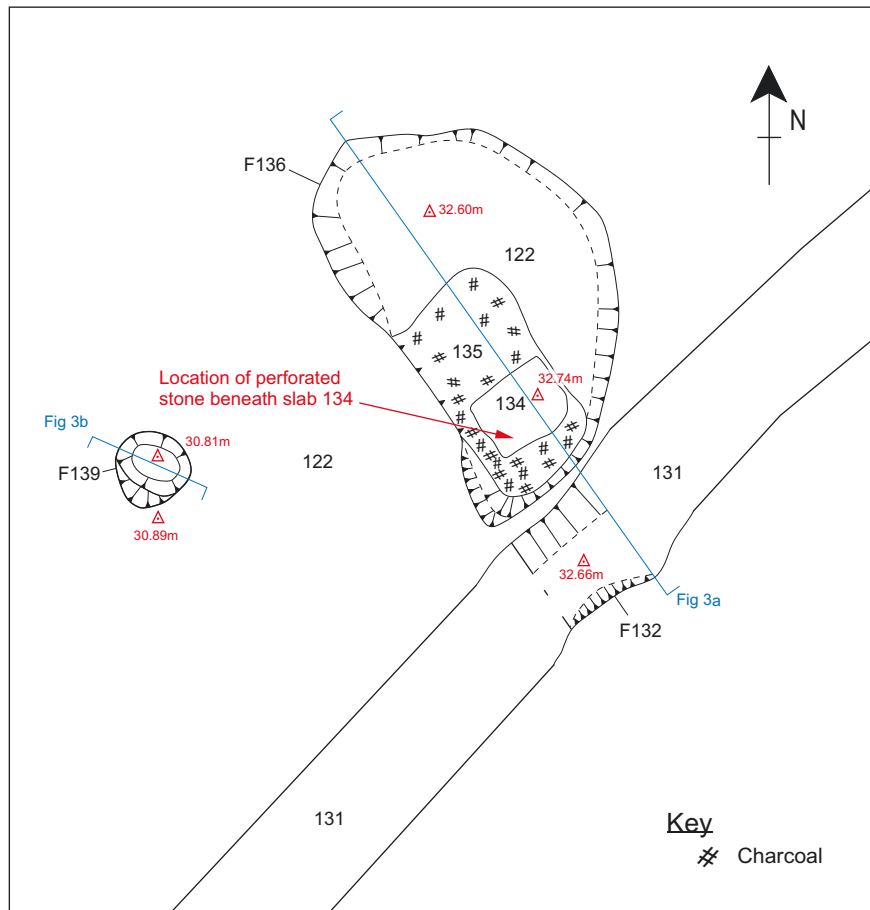 N
F136
32.60m
122
135
Location of perforated
stone beneath slab 134
32.74m
134
Fig 3b
30.81m
F139
122
131
30.89m
32.66m
Fig 3a
F132
131
Key
Charcoal